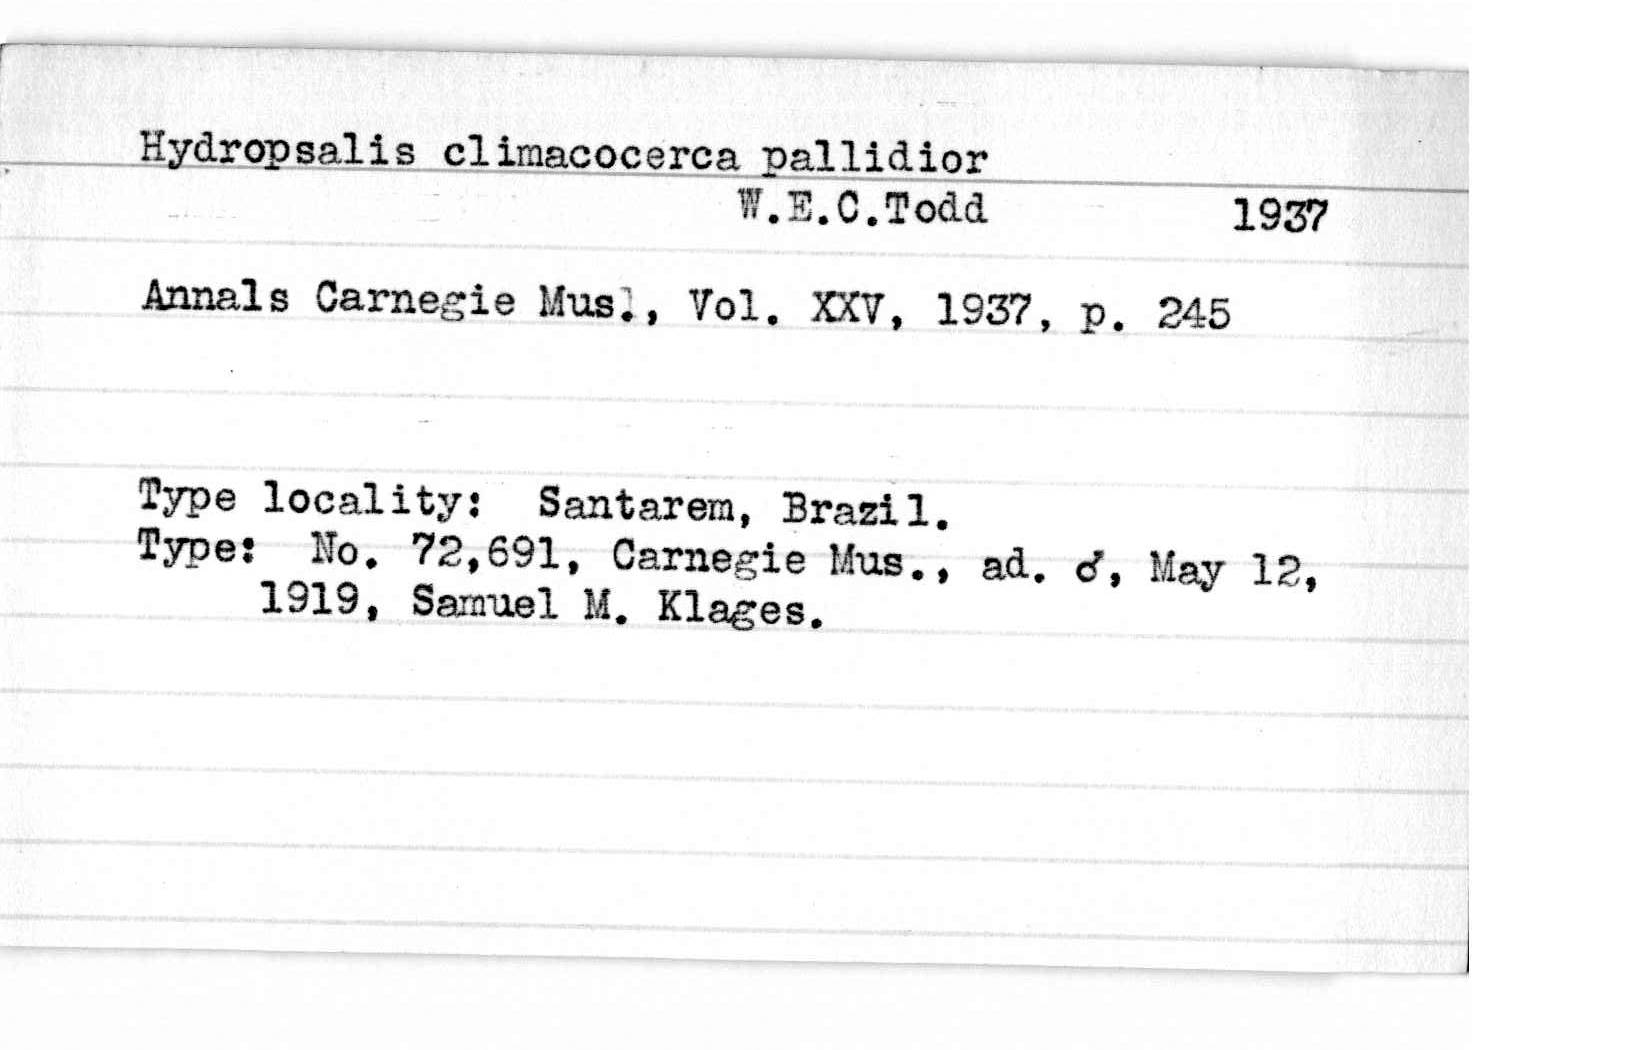 Hydropsalis climacocerca pallidior
W.E.C.Todd 1937
Annals Carnegie Mus., Vol. XXV, 1937, p. 245
Type locality: Santarem, Brazil.
Type: No. 72,691, Carnegie Mus., ad. ♂, May 12,
1919, Samuel M. Klages.